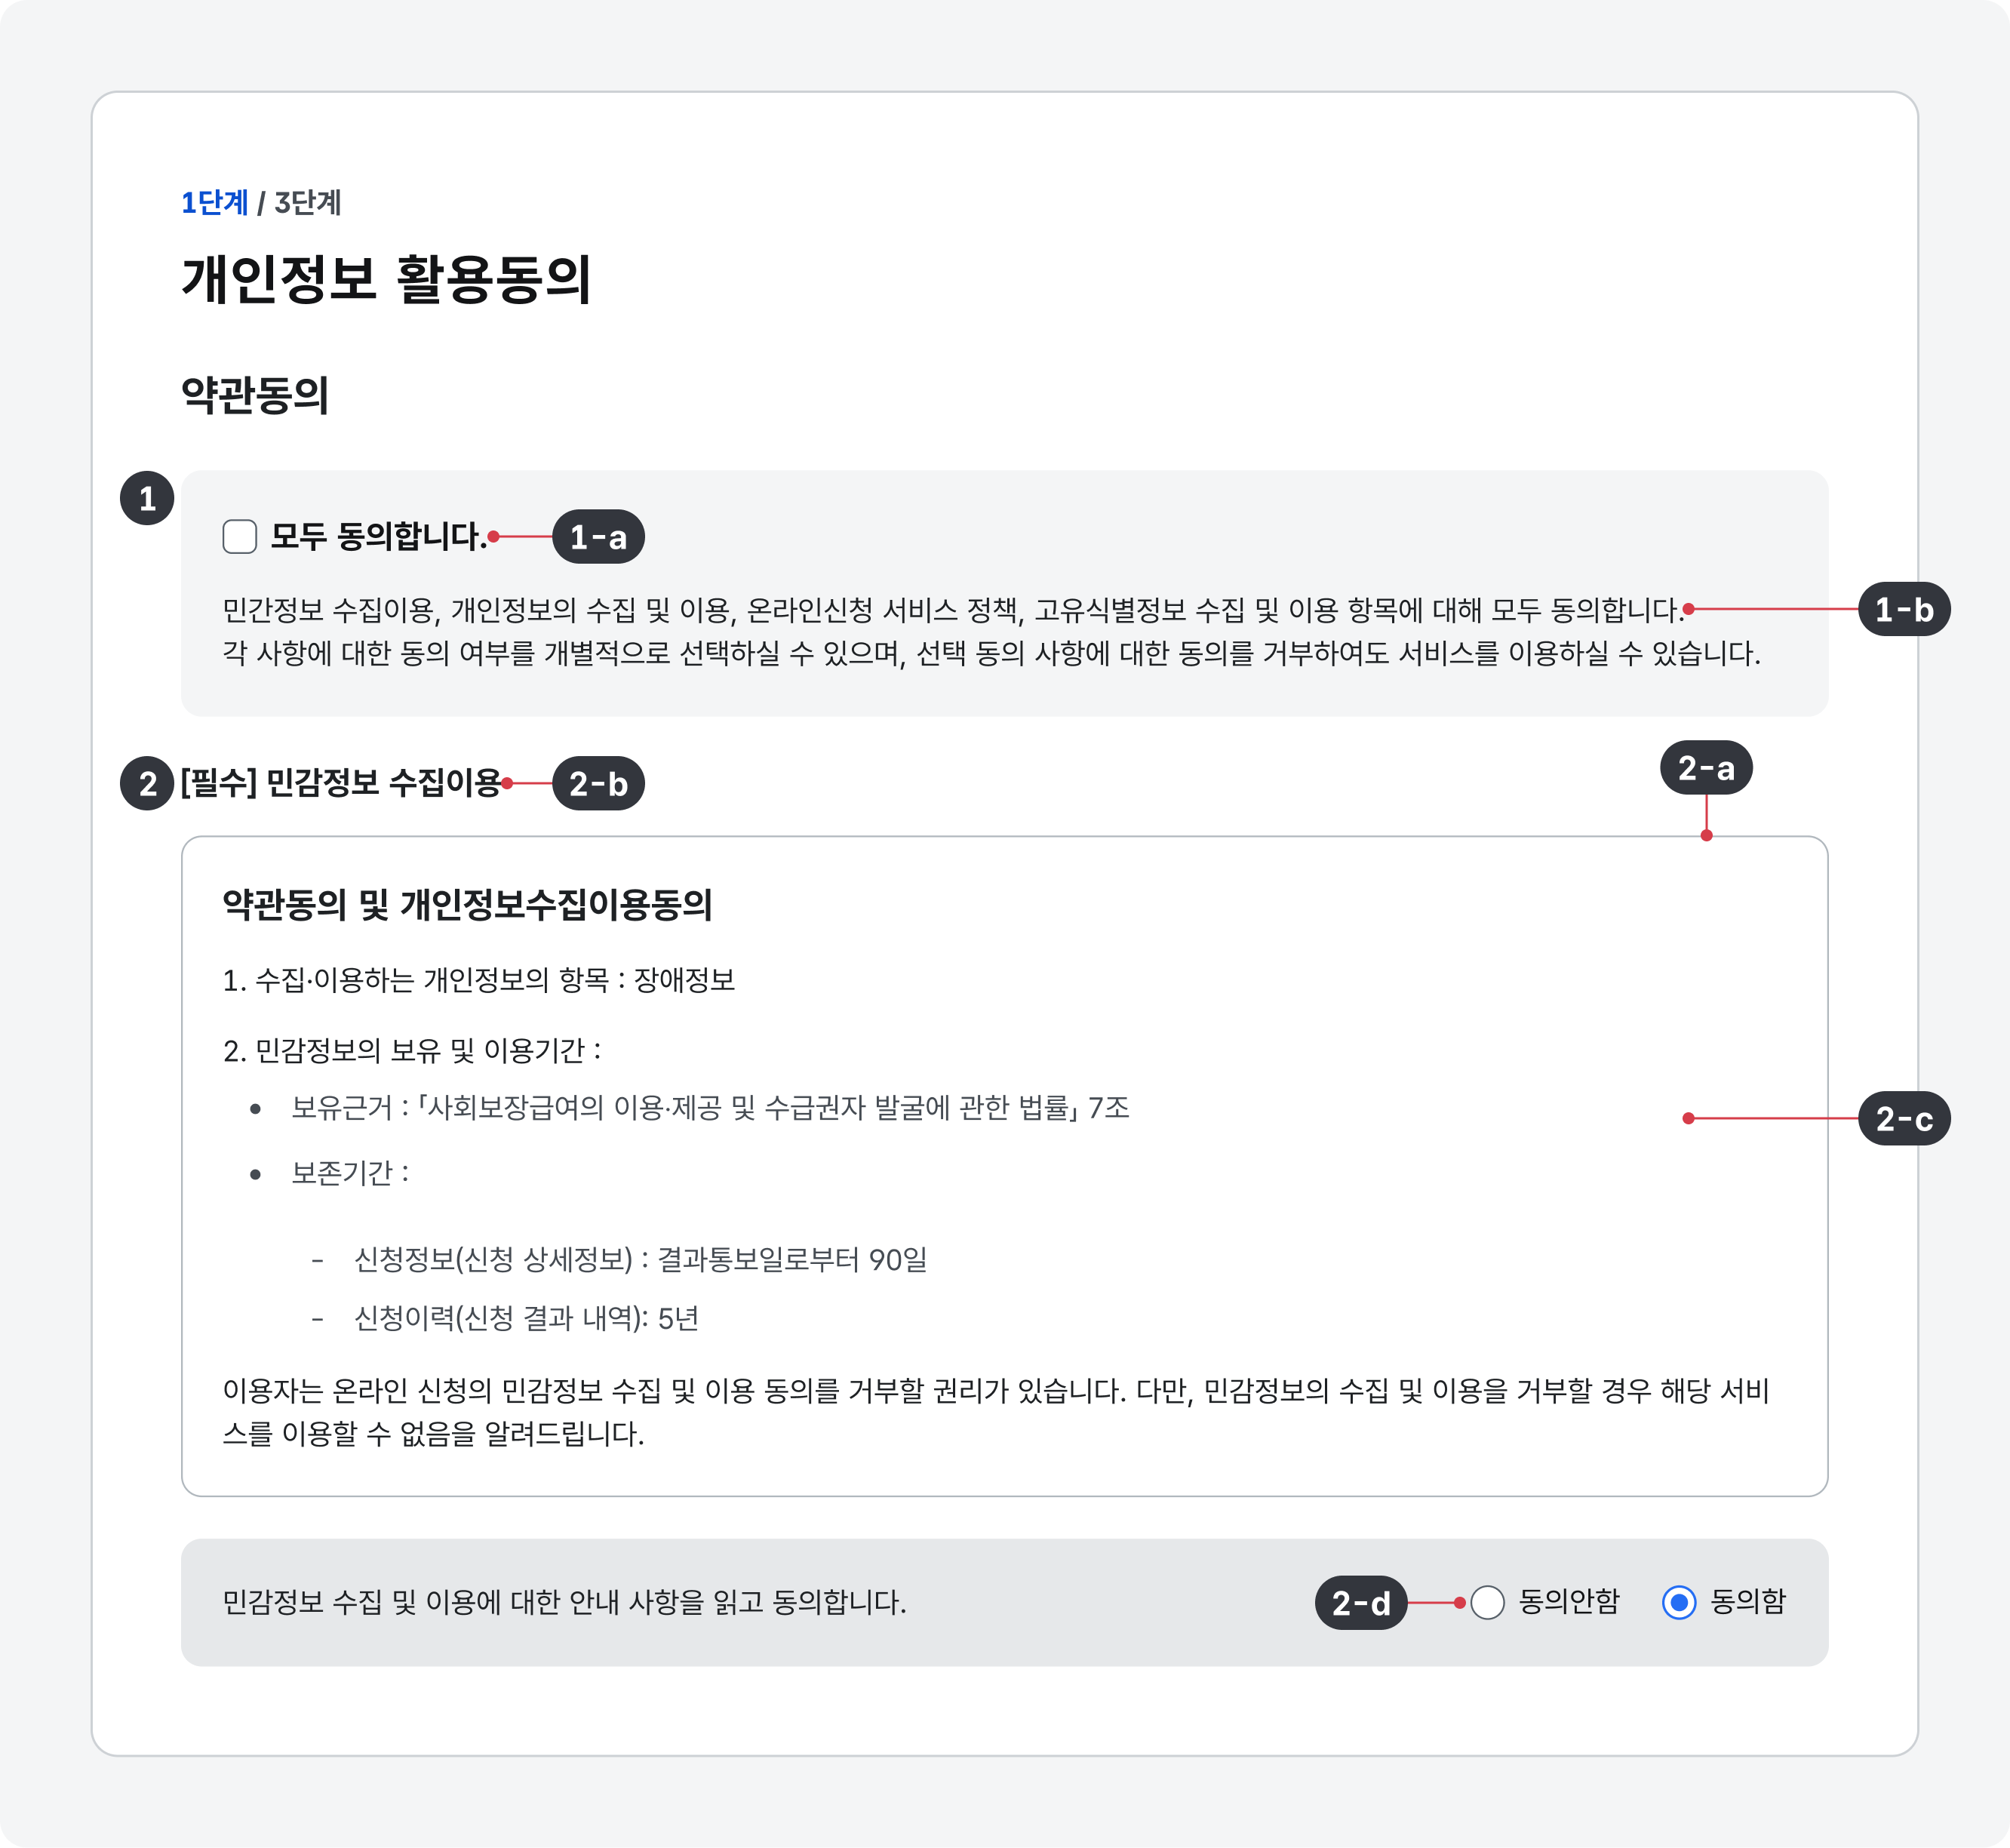 1단계 / 3단계
개인정보 활용동의
약관동의
1
모두 동의합니다.
1-a
민간정보 수집이용, 개인정보의 수집 및 이용, 온라인신청 서비스 정책, 고유식별정보 수집 및 이용 항목에 대해 모두 동의합니다.
1-b
각 사항에 대한 동의 여부를 개별적으로 선택하실 수 있으며, 선택 동의 사항에 대한 동의를 거부하여도 서비스를 이용하실 수 있습니다.
2
[필수] 민감정보 수집이용
2-b
2-a
약관동의 및 개인정보수집이용동의
1. 수집·이용하는 개인정보의 항목 : 장애정보
2. 민감정보의 보유 및 이용기간 :
• 보유근거 : 「사회보장급여의 이용·제공 및 수급권자 발굴에 관한 법률」 7조
2-c
• 보존기간 :
- 신청정보(신청 상세정보) : 결과통보일로부터 90일
- 신청이력(신청 결과 내역): 5년
이용자는 온라인 신청의 민감정보 수집 및 이용 동의를 거부할 권리가 있습니다. 다만, 민감정보의 수집 및 이용을 거부할 경우 해당 서비
스를 이용할 수 없음을 알려드립니다.
민감정보 수집 및 이용에 대한 안내 사항을 읽고 동의합니다.
2-d
동의안함
동의함